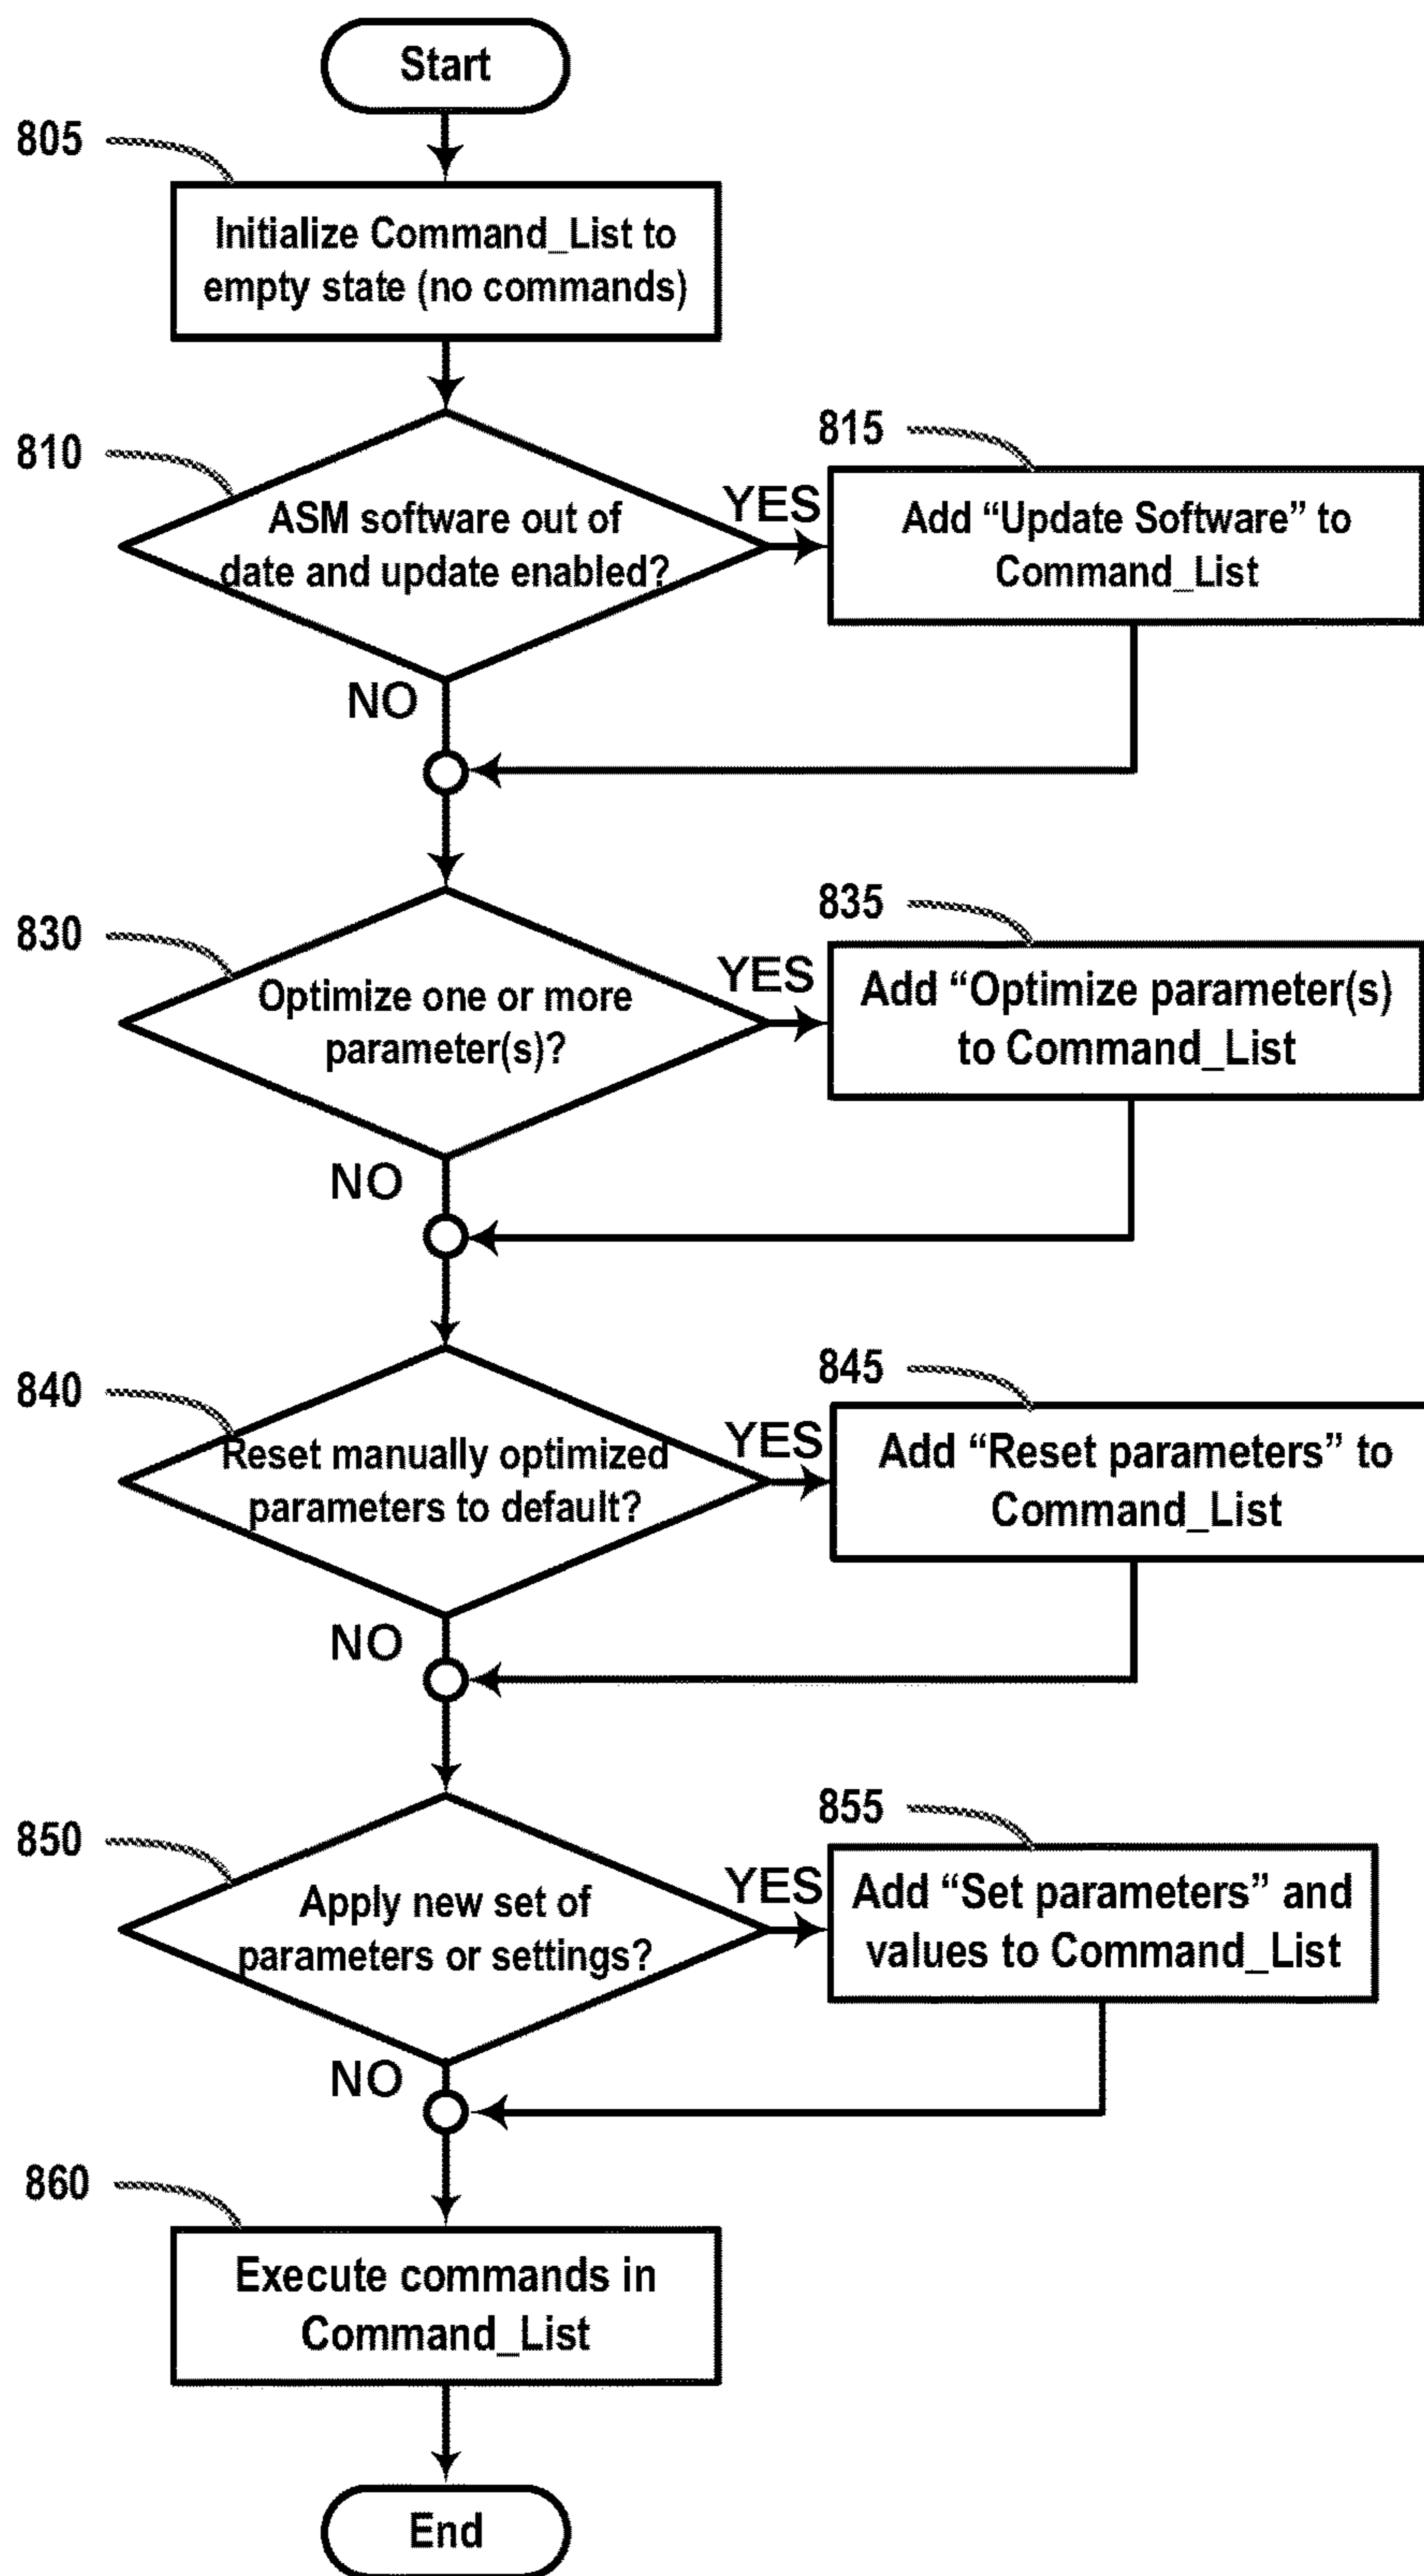 Start
805
Initialize Command_List to
empty state (no commands)
810
ASM software out of
date and update enabled?
YES
815
Add “Update Software” to
Command_List
NO
830
Optimize one or more
parameter(s)?
YES
835
Add “Optimize parameter(s)
to Command_List
NO
840
Reset manually optimized
parameters to default?
YES
845
Add “Reset parameters” to
Command_List
NO
850
Apply new set of
parameters or settings?
YES
855
Add “Set parameters” and
values to Command_List
NO
860
Execute commands in
Command_List
End